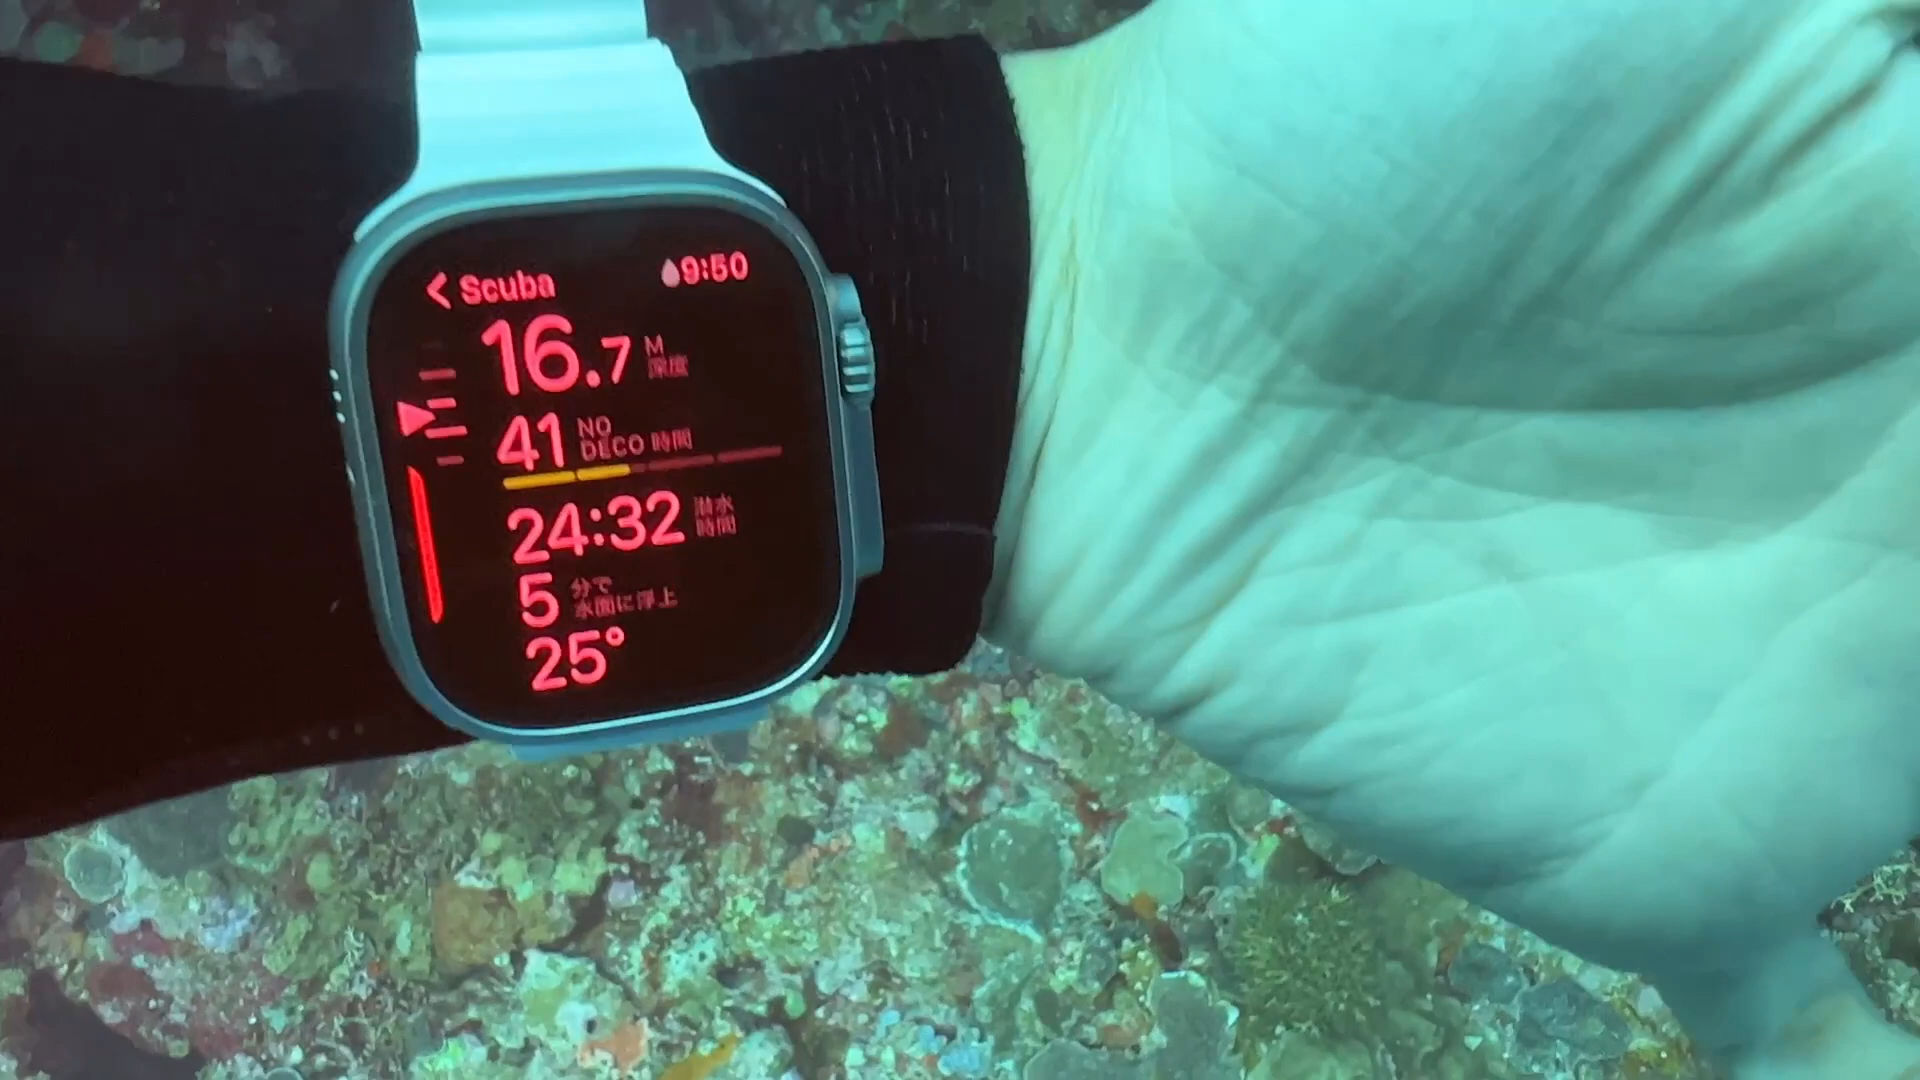 < Scuba 9:50
16.7 M
深度
41 NO
DECO 時間
24:32 潜水
時間
5 分で
水面に浮上
25°